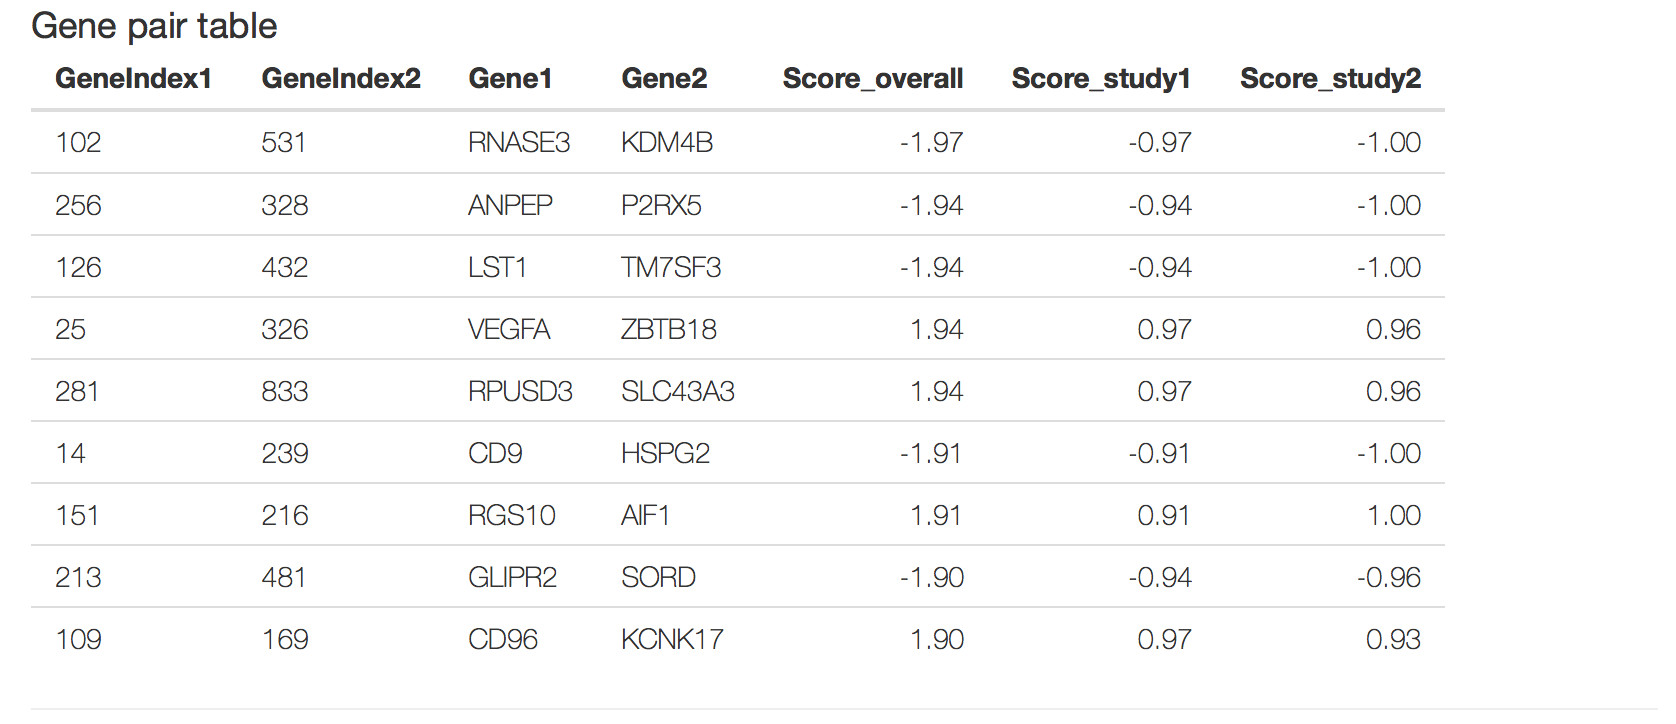 Gene pair table
GeneIndex1 GeneIndex2 Gene1 Gene2 Score_overall Score_study1 Score_study2
102 531 RNASE3 KDM4B -1.97 -0.97 -1.00
256 328 ANPEP P2RX5 -1.94 -0.94 -1.00
126 432 LST1 TM7SF3 -1.94 -0.94 -1.00
25 326 VEGFA ZBTB18 1.94 0.97 0.96
281 833 RPUSD3 SLC43A3 1.94 0.97 0.96
14 239 CD9 HSPG2 -1.91 -0.91 -1.00
151 216 RGS10 AIF1 1.91 0.91 1.00
213 481 GLIPR2 SORD -1.90 -0.94 -0.96
109 169 CD96 KCNK17 1.90 0.97 0.93